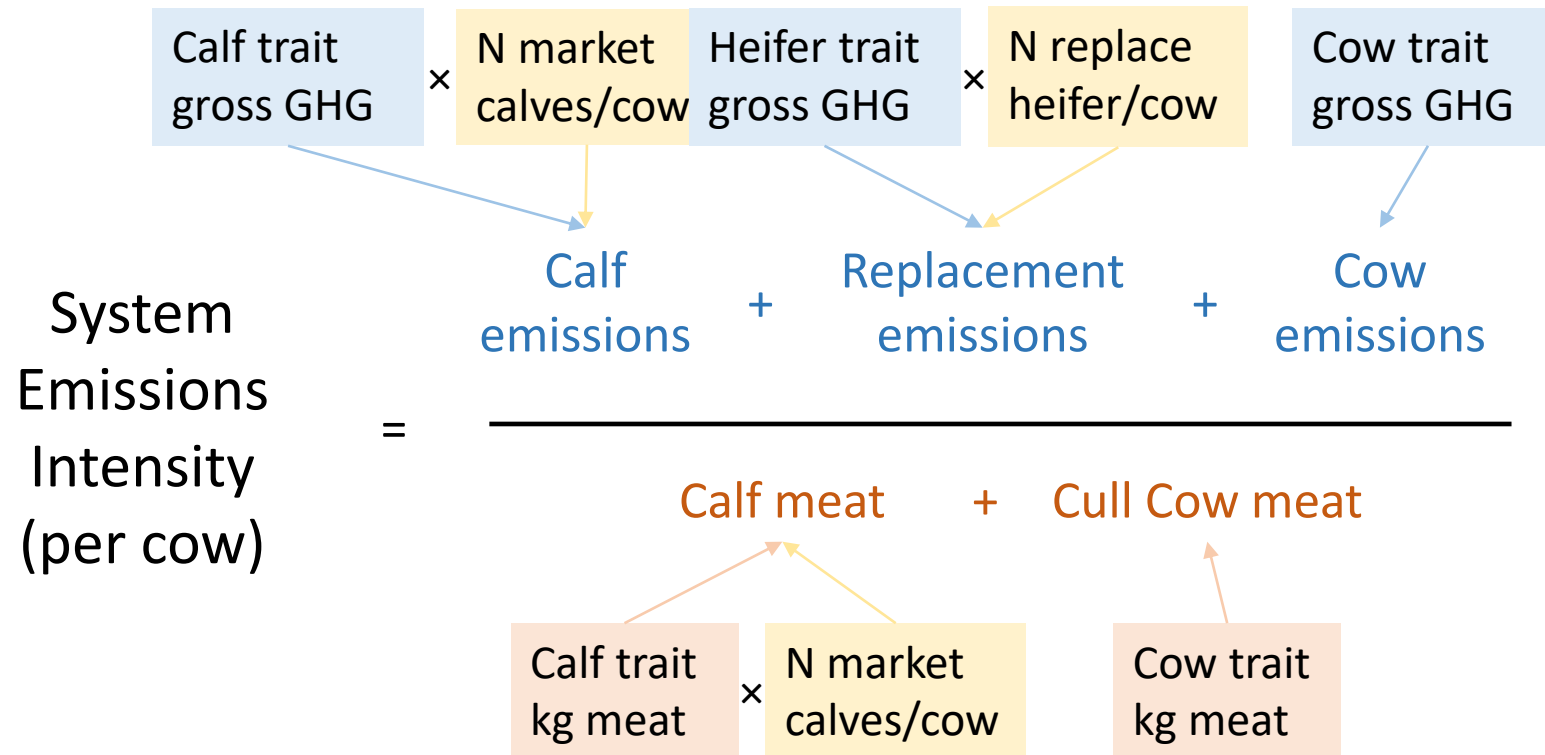 Calf trait
gross GHG
×
N market
calves/cow
Heifer trait
gross GHG
×
N replace
heifer/cow
Cow trait
gross GHG
System
Emissions
Intensity
(per cow)
=
Calf
emissions
+
Replacement
emissions
+
Cow
emissions
Calf meat + Cull Cow meat
Calf trait
kg meat
×
N market
calves/cow
Cow trait
kg meat